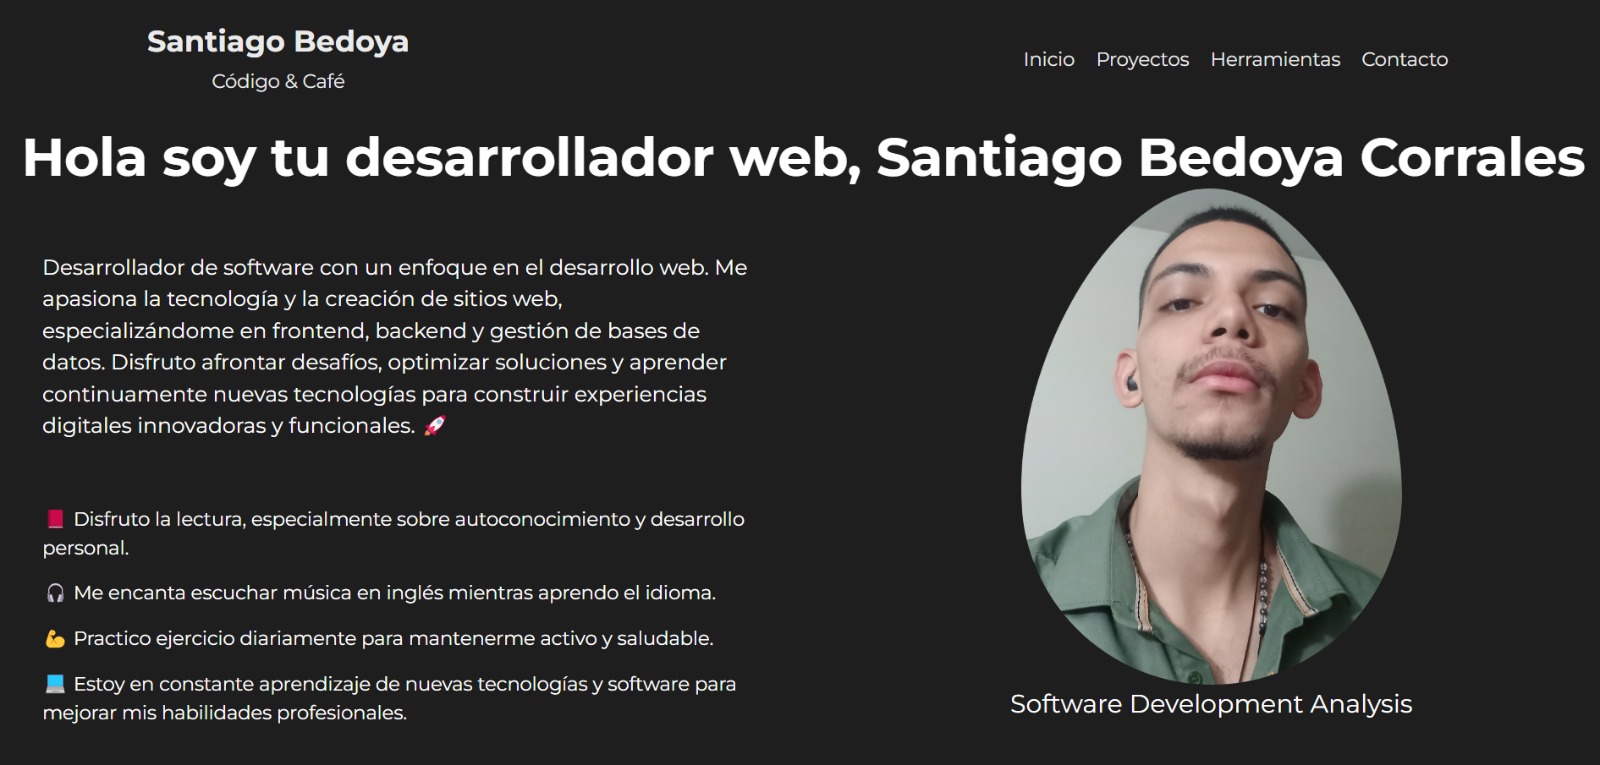 Santiago Bedoya
Código & Café
Inicio Proyectos Herramientas Contacto
Hola soy tu desarrollador web, Santiago Bedoya Corrales
Desarrollador de software con un enfoque en el desarrollo web. Me
apasiona la tecnología y la creación de sitios web,
especializándome en frontend, backend y gestión de bases de
datos. Disfruto afrontar desafíos, optimizar soluciones y aprender
continuamente nuevas tecnologías para construir experiencias
digitales innovadoras y funcionales. 🚀
📕 Disfruto la lectura, especialmente sobre autoconocimiento y desarrollo
personal.
🎧 Me encanta escuchar música en inglés mientras aprendo el idioma.
💪 Practico ejercicio diariamente para mantenerme activo y saludable.
💻 Estoy en constante aprendizaje de nuevas tecnologías y software para
mejorar mis habilidades profesionales.
Software Development Analysis